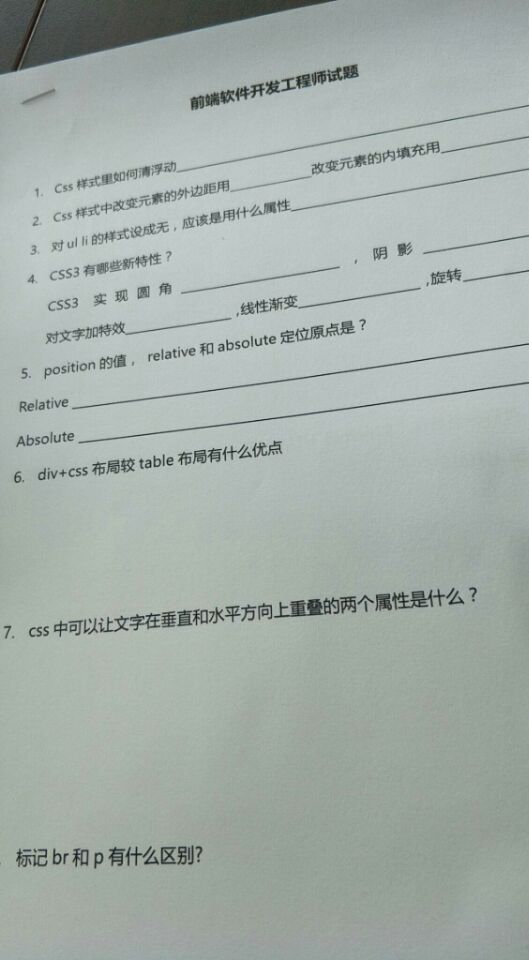 前端软件开发工程师试题
1. Css 样式里如何清浮动
2. Css 样式中改变元素的外边距用 改变元素的内填充用
3. 对 ul li 的样式设成无，应该是用什么属性
4. CSS3 有哪些新特性？
CSS3 实现圆角 ，阴影
对文字加特效 ,线性渐变 ,旋转
5. position 的值， relative 和 absolute 定位原点是？
Relative
Absolute
6. div+css 布局较 table 布局有什么优点
7. css 中可以让文字在垂直和水平方向上重叠的两个属性是什么？
标记 br 和 p 有什么区别?